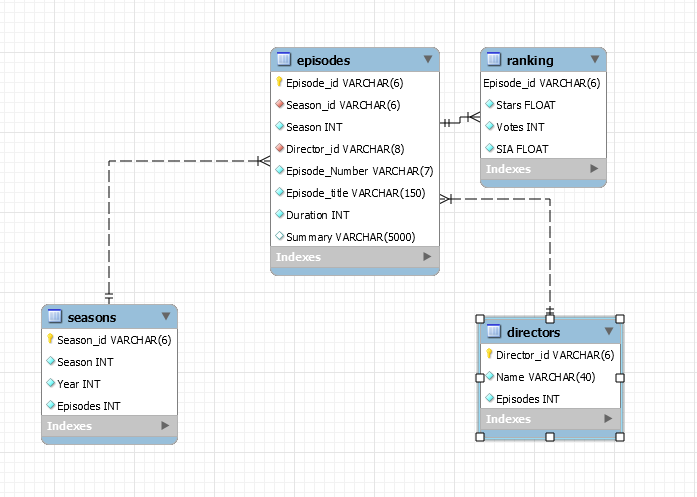 episodes
Episode_id VARCHAR(6)
Season_id VARCHAR(6)
Season INT
Director_id VARCHAR(8)
Episode_Number VARCHAR(7)
Episode_title VARCHAR(150)
Duration INT
Summary VARCHAR(5000)
Indexes
ranking
Episode_id VARCHAR(6)
Stars FLOAT
Votes INT
SIA FLOAT
Indexes
seasons
Season_id VARCHAR(6)
Season INT
Year INT
Episodes INT
Indexes
directors
Director_id VARCHAR(6)
Name VARCHAR(40)
Episodes INT
Indexes